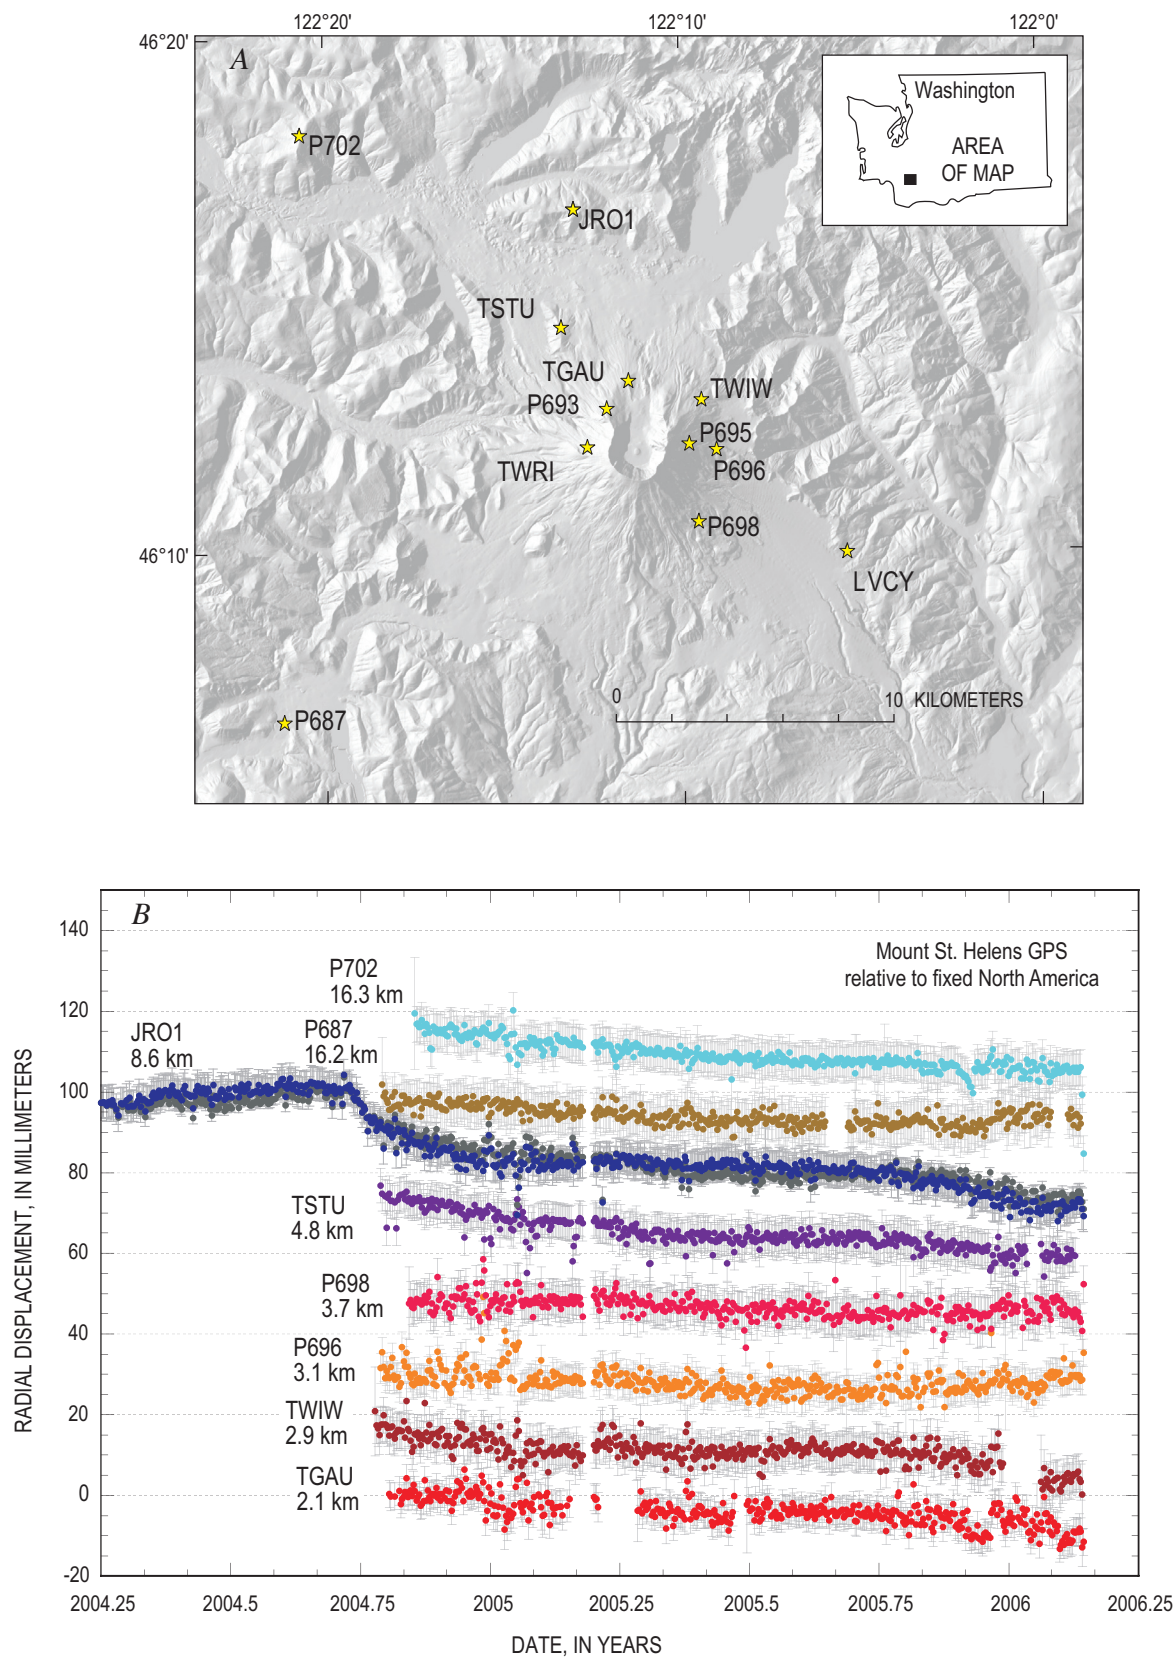 122°20'
122°10'
122°0'
46°20'
A
Washington
AREA
OF MAP
P702
JRO1
TSTU
TGAU
TWIW
P693
P695
TWRI
P696
P698
46°10'
LVCY
0
10 KILOMETERS
P687
B
Mount St. Helens GPS
relative to fixed North America
RADIAL DISPLACEMENT, IN MILLIMETERS
140
120
100
80
60
40
20
0
-20
P702
16.3 km
JRO1
8.6 km
P687
16.2 km
TSTU
4.8 km
P698
3.7 km
P696
3.1 km
TWIW
2.9 km
TGAU
2.1 km
2004.25
2004.5
2004.75
2005
2005.25
2005.5
2005.75
2006
2006.25
DATE, IN YEARS